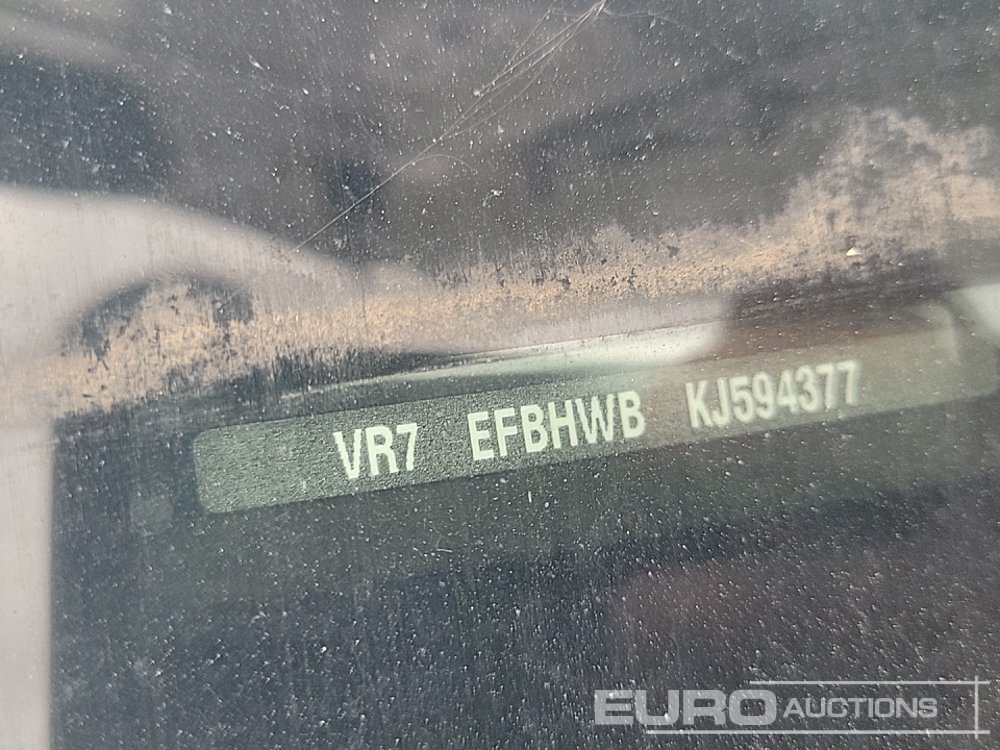 VR7 EFBHWB KJ594377
EURO AUCTIONS